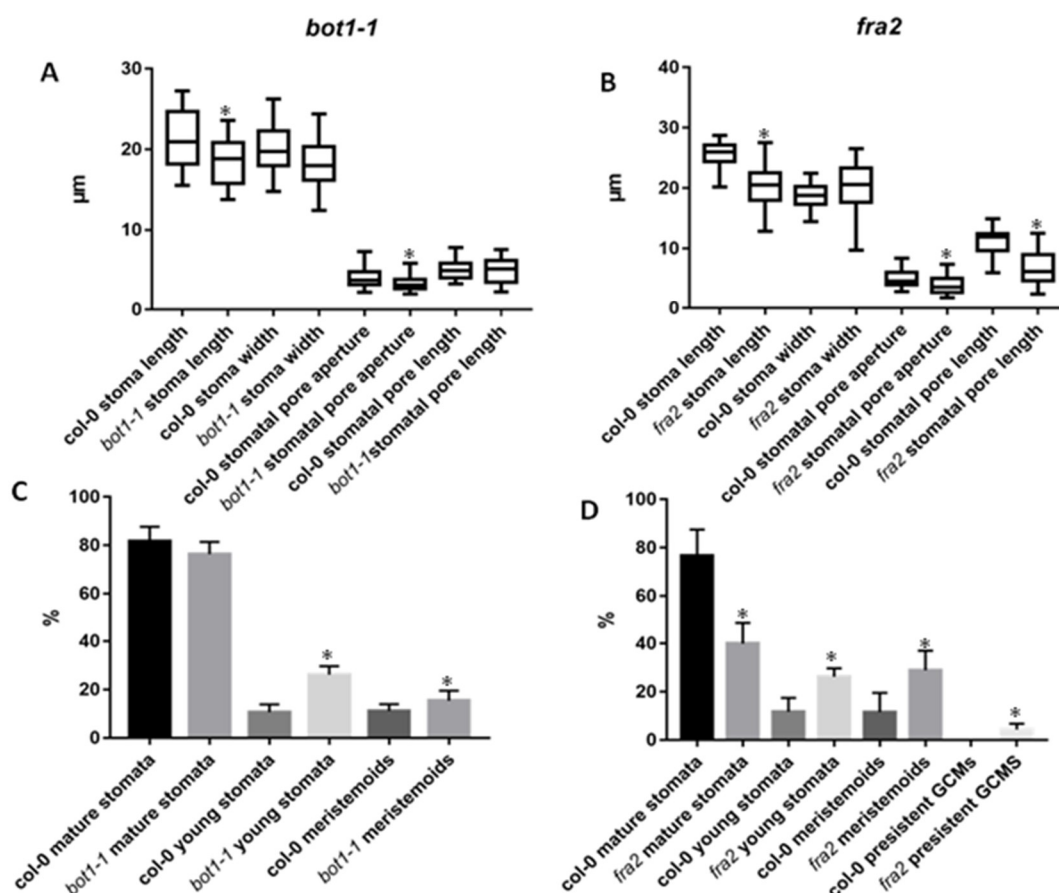 bot1-1
fra2
A
30
20
10
0
µm
*
*
col-0 stoma length
bot1-1 stoma length
col-0 stoma width
bot1-1 stoma width
col-0 stomatal pore aperture
bot1-1 stomatal pore aperture
col-0 stomatal pore length
bot1-1stomatal pore length
B
40
30
20
10
0
µm
*
*
*
col-0 stoma length
fra2 stoma length
col-0 stoma width
fra2 stoma width
col-0 stomatal pore aperture
fra2 stomatal pore aperture
col-0 stomatal pore length
fra2 stomatal pore length
C
100
80
60
40
20
0
%
*
*
col-0 mature stomata
bot1-1 mature stomata
col-0 young stomata
bot1-1 young stomata
col-0 meristemoids
bot1-1 meristemoids
D
100
80
60
40
20
0
%
*
*
*
*
col-0 mature stomata
fra2 mature stomata
col-0 young stomata
fra2 young stomata
col-0 meristemoids
fra2 meristemoids
col-0 presistent GCMs
fra2 presistent GCMS